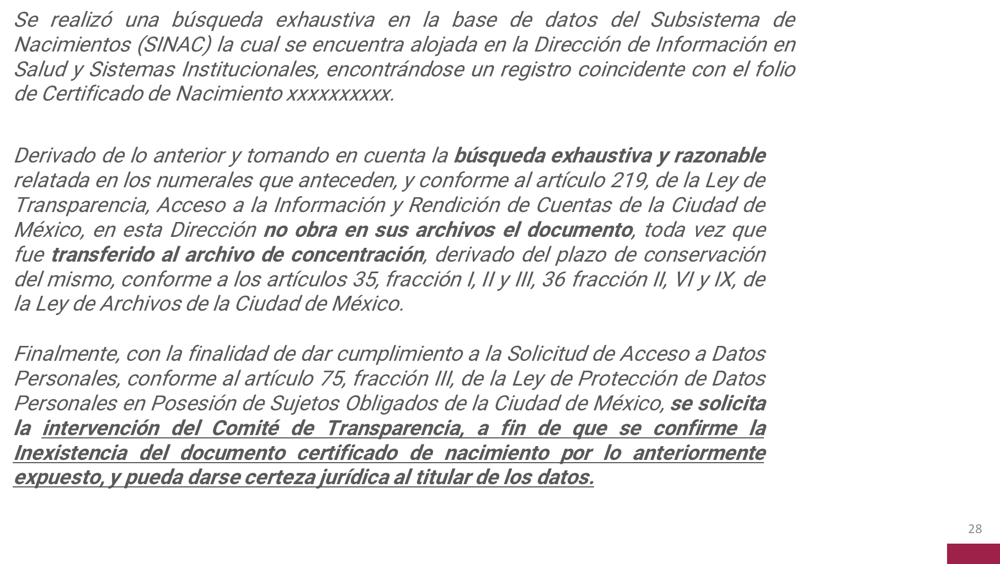 Se realizó una búsqueda exhaustiva en la base de datos del Subsistema de
Nacimientos (SINAC) la cual se encuentra alojada en la Dirección de Información en
Salud y Sistemas Institucionales, encontrándose un registro coincidente con el folio
de Certificado de Nacimiento xxxxxxxxxx.
Derivado de lo anterior y tomando en cuenta la búsqueda exhaustiva y razonable
relatada en los numerales que anteceden, y conforme al artículo 219, de la Ley de
Transparencia, Acceso a la Información y Rendición de Cuentas de la Ciudad de
México, en esta Dirección no obra en sus archivos el documento, toda vez que
fue transferido al archivo de concentración, derivado del plazo de conservación
del mismo, conforme a los artículos 35, fracción I, II y III, 36 fracción II, VI y IX, de
la Ley de Archivos de la Ciudad de México.
Finalmente, con la finalidad de dar cumplimiento a la Solicitud de Acceso a Datos
Personales, conforme al artículo 75, fracción III, de la Ley de Protección de Datos
Personales en Posesión de Sujetos Obligados de la Ciudad de México, se solicita
la intervención del Comité de Transparencia, a fin de que se confirme la
Inexistencia del documento certificado de nacimiento por lo anteriormente
expuesto, y pueda darse certeza jurídica al titular de los datos.
28